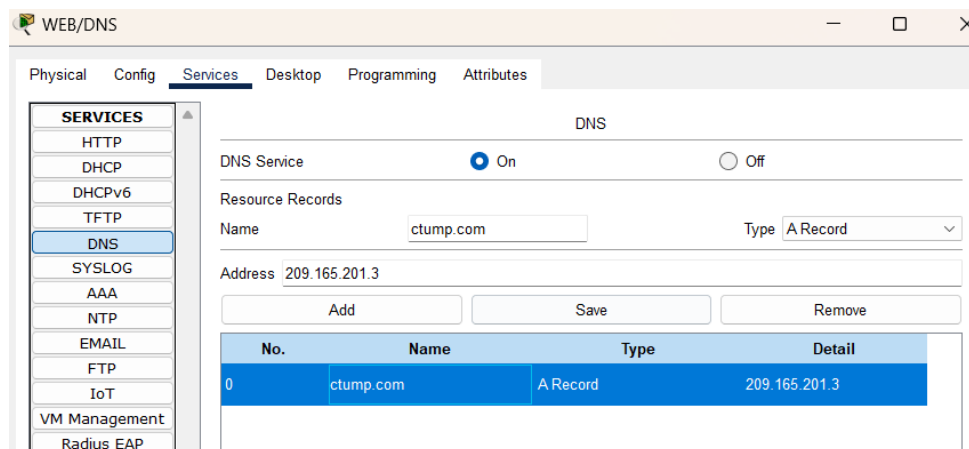 WEB/DNS
Physical Config Services Desktop Programming Attributes
SERVICES
HTTP
DHCP
DHCPv6
TFTP
DNS
SYSLOG
AAA
NTP
EMAIL
FTP
IoT
VM Management
Radius EAP
DNS
DNS Service On Off
Resource Records
Name ctump.com Type A Record
Address 209.165.201.3
Add Save Remove
No. Name Type Detail
0 ctump.com A Record 209.165.201.3